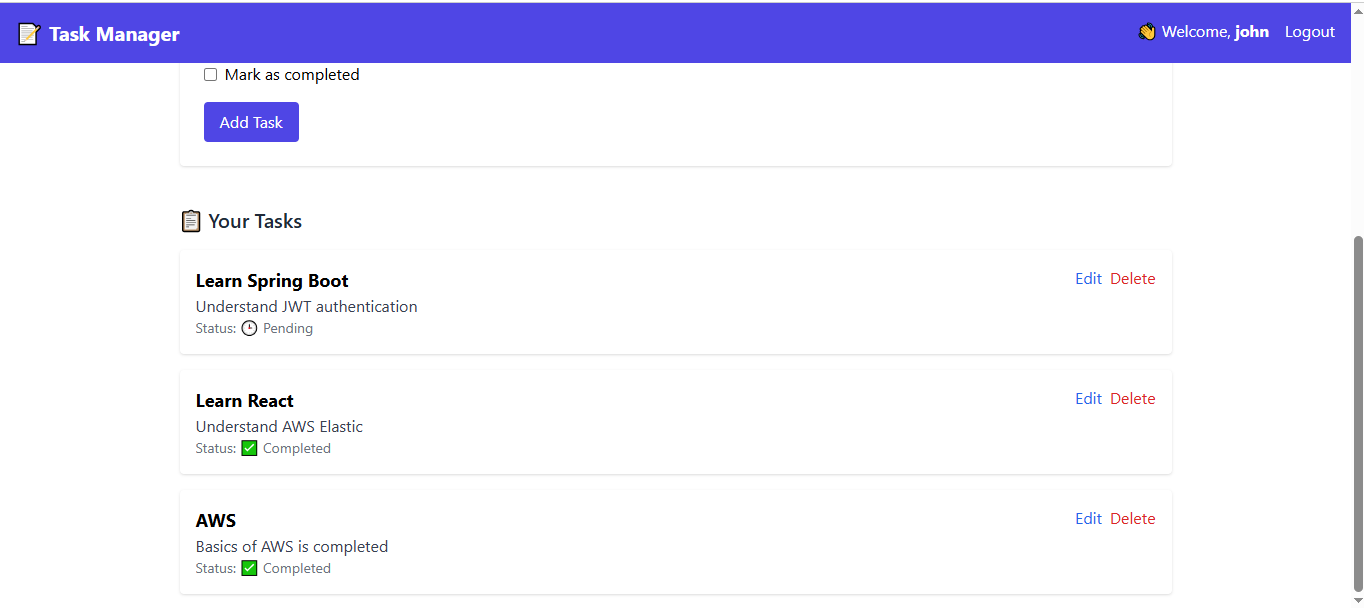 📝 Task Manager
👋 Welcome, john Logout
Mark as completed
Add Task
📋 Your Tasks
Learn Spring Boot
Edit Delete
Understand JWT authentication
Status: 🕒 Pending
Learn React
Edit Delete
Understand AWS Elastic
Status: ✅ Completed
AWS
Edit Delete
Basics of AWS is completed
Status: ✅ Completed